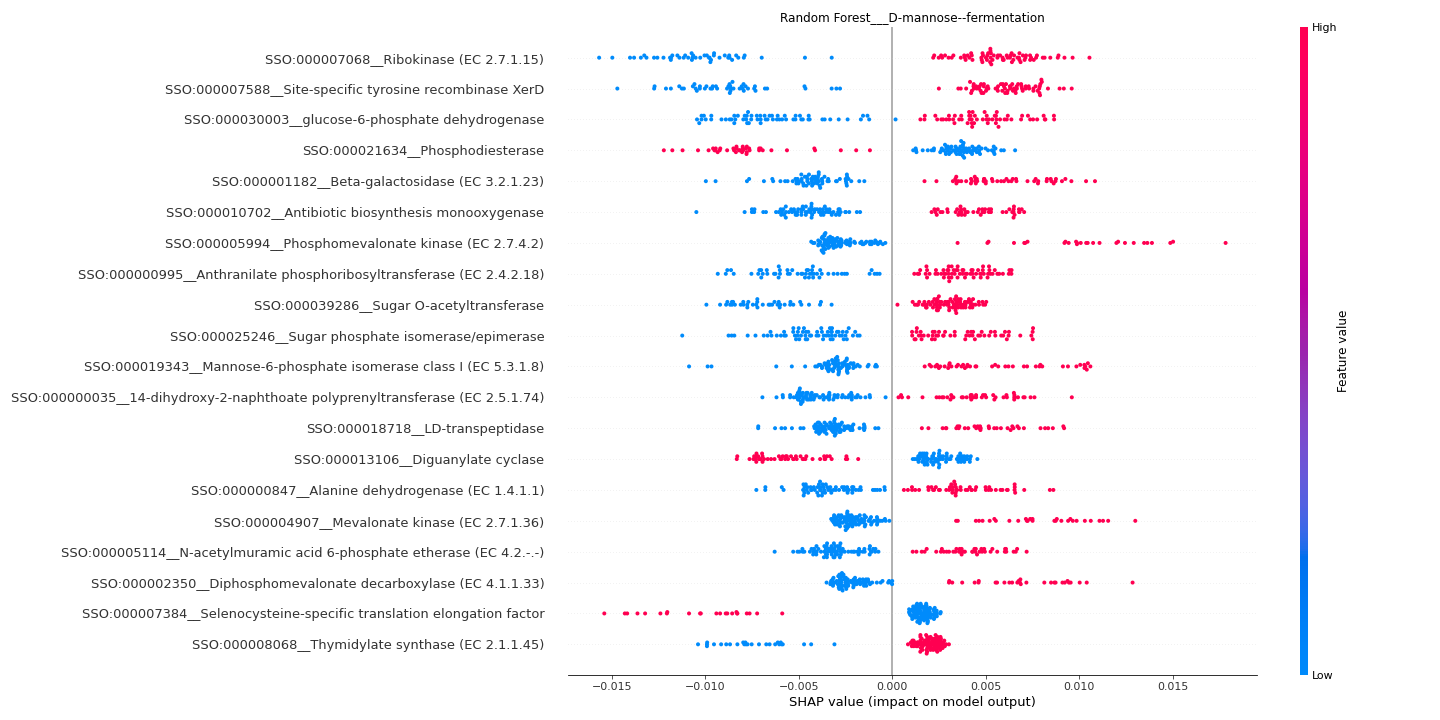 Random Forest___D-mannose--fermentation
High
SSO:000007068__Ribokinase (EC 2.7.1.15)
SSO:000007588__Site-specific tyrosine recombinase XerD
SSO:000030003__glucose-6-phosphate dehydrogenase
SSO:000021634__Phosphodiesterase
SSO:000001182__Beta-galactosidase (EC 3.2.1.23)
SSO:000010702__Antibiotic biosynthesis monooxygenase
SSO:000005994__Phosphomevalonate kinase (EC 2.7.4.2)
SSO:000000995__Anthranilate phosphoribosyltransferase (EC 2.4.2.18)
SSO:000039286__Sugar O-acetyltransferase
SSO:000025246__Sugar phosphate isomerase/epimerase
SSO:000019343__Mannose-6-phosphate isomerase class I (EC 5.3.1.8)
SSO:000000035__14-dihydroxy-2-naphthoate polyprenyltransferase (EC 2.5.1.74)
SSO:000018718__LD-transpeptidase
SSO:000013106__Diguanylate cyclase
SSO:000000847__Alanine dehydrogenase (EC 1.4.1.1)
SSO:000004907__Mevalonate kinase (EC 2.7.1.36)
SSO:000005114__N-acetylmuramic acid 6-phosphate etherase (EC 4.2.-.-)
SSO:000002350__Diphosphomevalonate decarboxylase (EC 4.1.1.33)
SSO:000007384__Selenocysteine-specific translation elongation factor
SSO:000008068__Thymidylate synthase (EC 2.1.1.45)
Feature value
Low
−0.015 −0.010 −0.005 0.000 0.005 0.010 0.015
SHAP value (impact on model output)